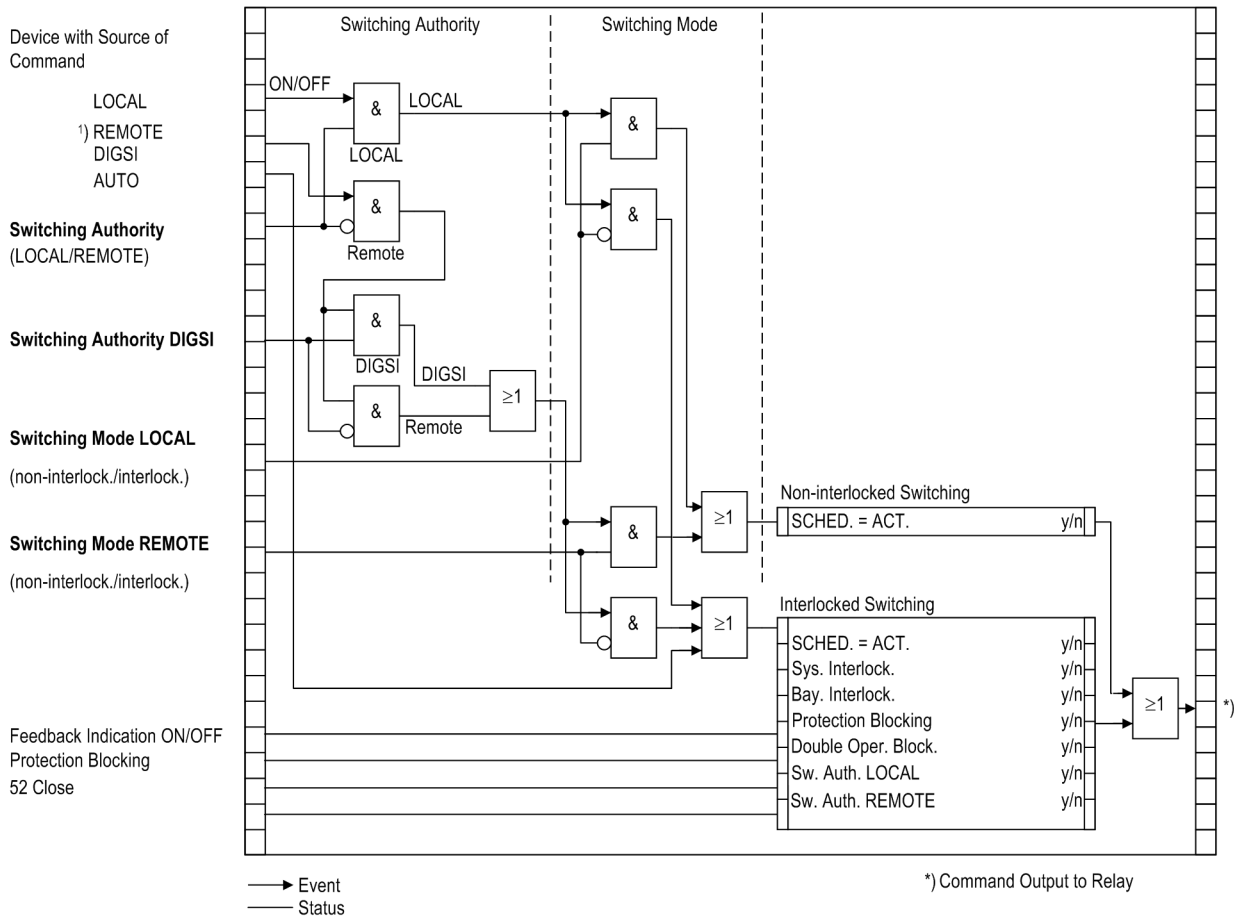 Switching Authority
Switching Mode
Device with Source of
Command
LOCAL
¹) REMOTE
DIGSI
AUTO
Switching Authority
(LOCAL/REMOTE)
Switching Authority DIGSI
Switching Mode LOCAL
(non-interlock./interlock.)
Switching Mode REMOTE
(non-interlock./interlock.)
Feedback Indication ON/OFF
Protection Blocking
52 Close
ON/OFF
&
LOCAL
LOCAL
&
Remote
&
DIGSI
DIGSI
&
Remote
≥1
&
&
&
≥1
&
≥1
Non-interlocked Switching
SCHED. = ACT. y/n
Interlocked Switching
SCHED. = ACT. y/n
Sys. Interlock. y/n
Bay. Interlock. y/n
Protection Blocking y/n
Double Oper. Block. y/n
Sw. Auth. LOCAL y/n
Sw. Auth. REMOTE y/n
≥1
*)
Event
Status
*) Command Output to Relay